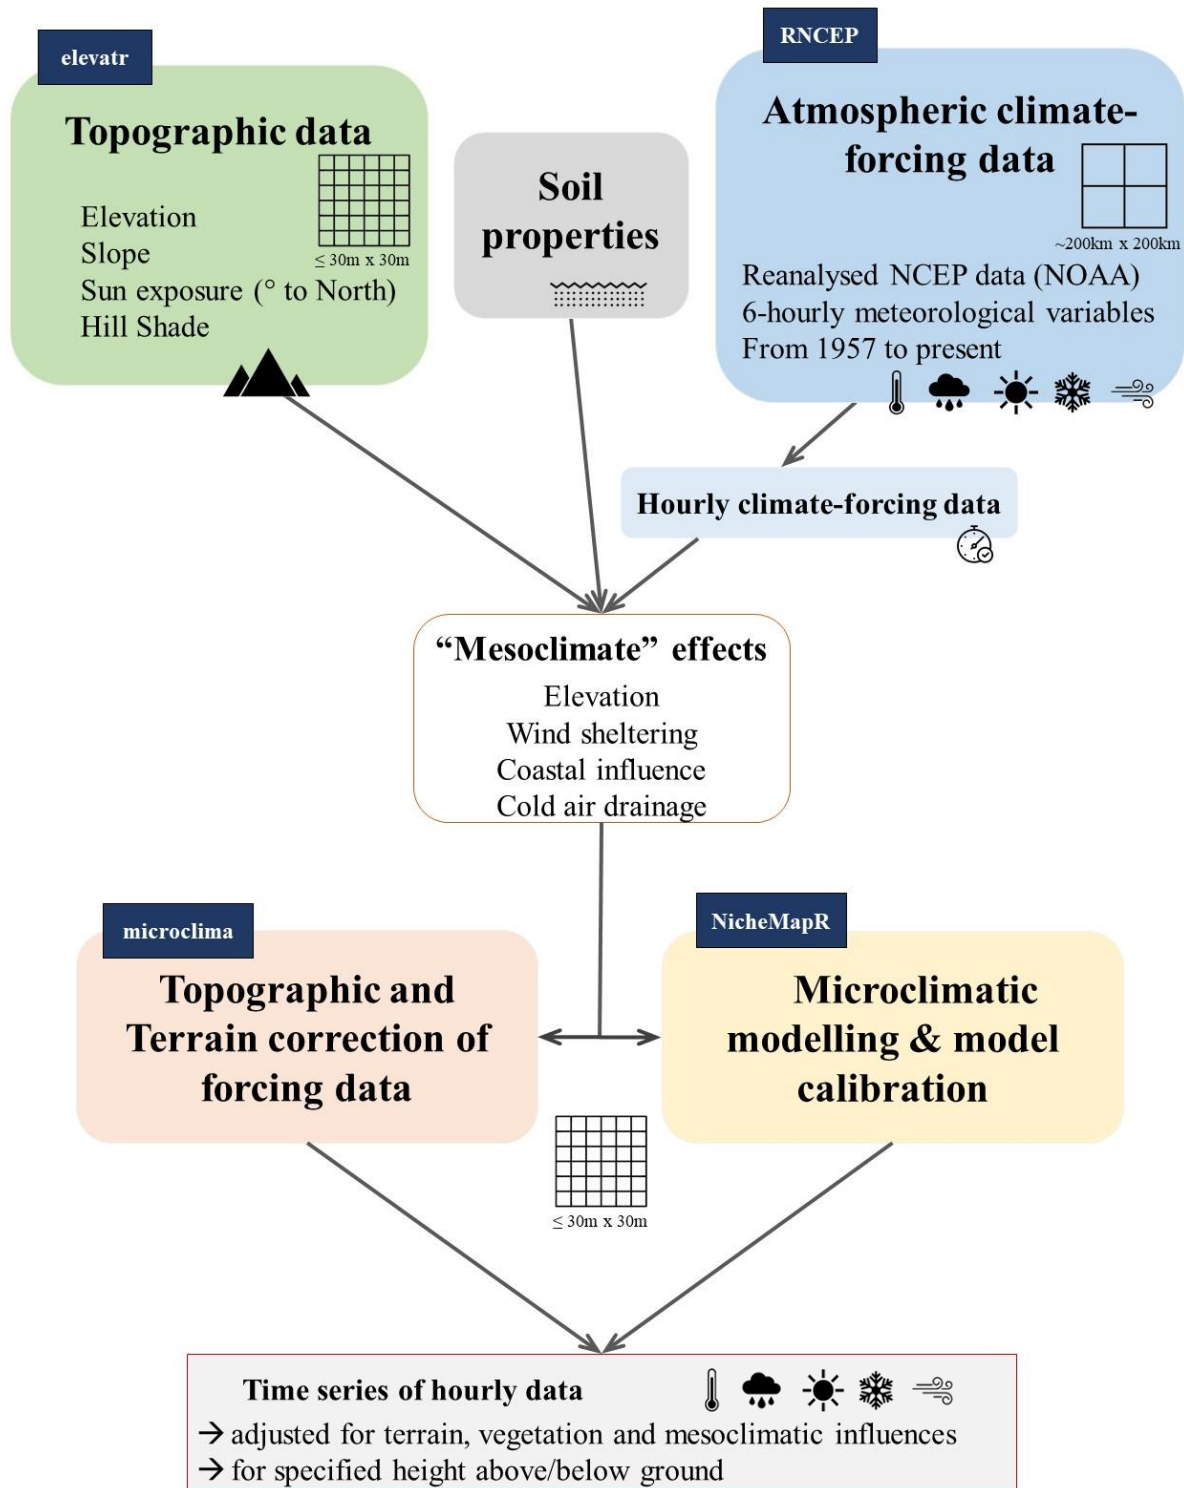 elevatr
Topographic data
≤ 30m x 30m
Elevation
Slope
Sun exposure (° to North)
Hill Shade
Soil
properties
RNCEP
Atmospheric climate-
forcing data
~200km x 200km
Reanalysed NCEP data (NOAA)
6-hourly meteorological variables
From 1957 to present
Hourly climate-forcing data
“Mesoclimate” effects
Elevation
Wind sheltering
Coastal influence
Cold air drainage
microclima
Topographic and
Terrain correction of
forcing data
NicheMapR
Microclimatic
modelling & model
calibration
≤ 30m x 30m
Time series of hourly data
→ adjusted for terrain, vegetation and mesoclimatic influences
→ for specified height above/below ground